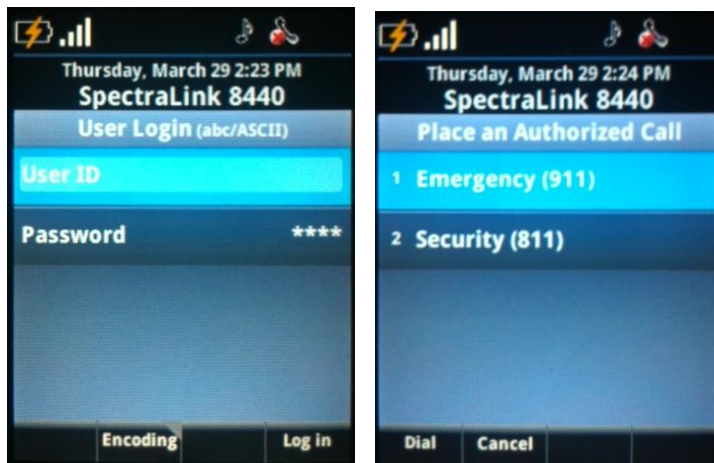 Thursday, March 29 2:23 PM
SpectraLink 8440
User Login (abc/ASCII)
User ID
Password ****
Encoding Log in
Thursday, March 29 2:24 PM
SpectraLink 8440
Place an Authorized Call
1 Emergency (911)
2 Security (811)
Dial Cancel